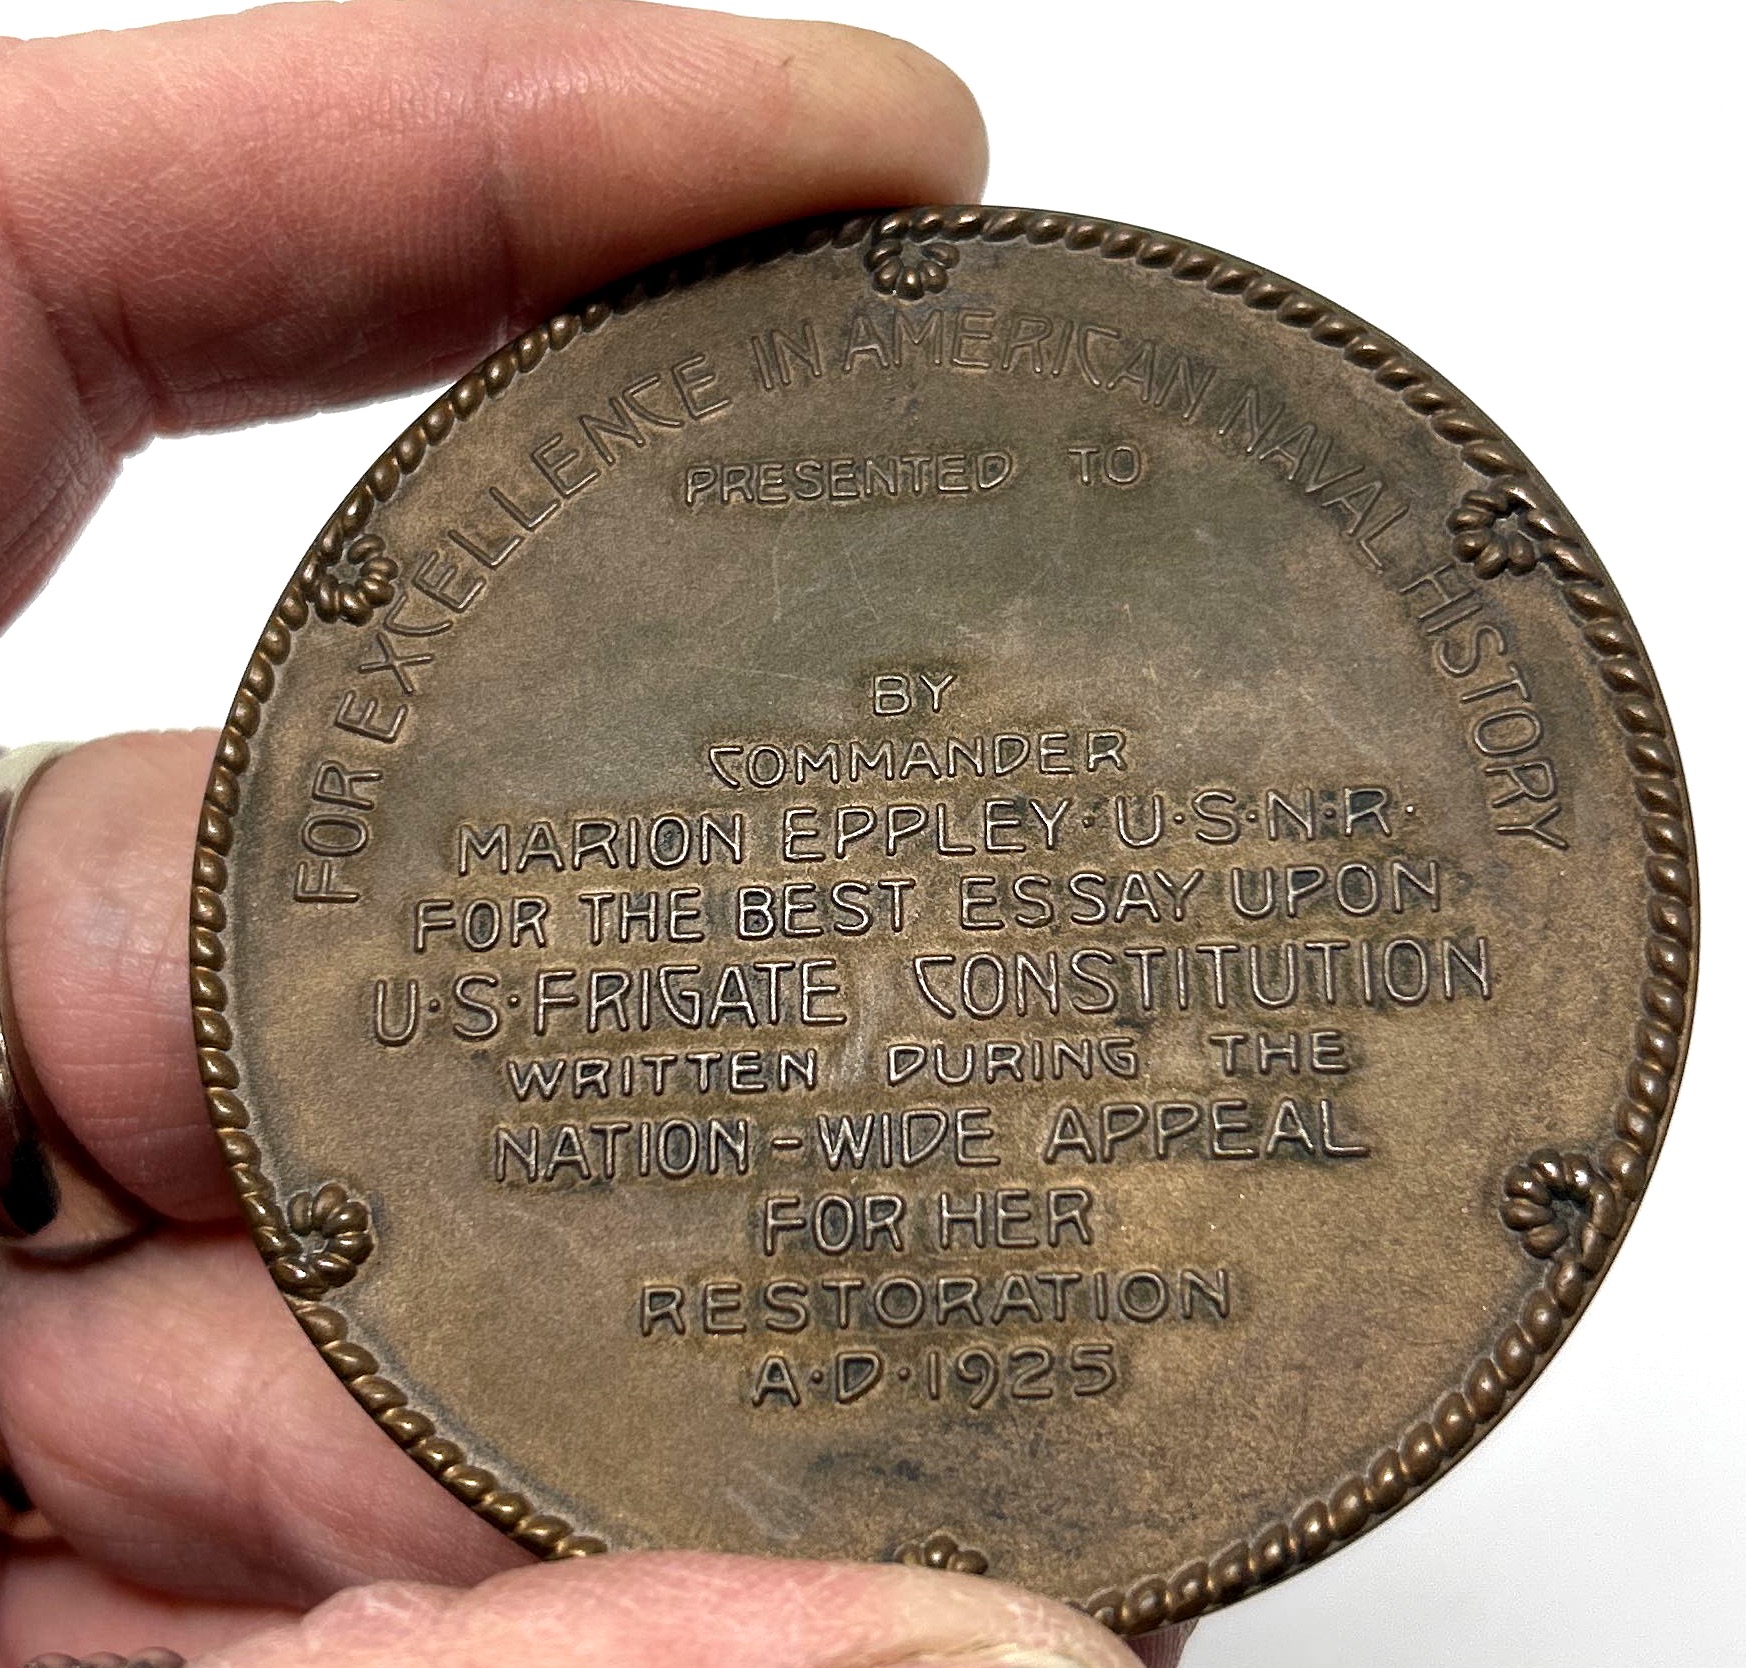 FOR EXCELLENCE IN AMERICAN NAVAL HISTORY
PRESENTED TO
BY
COMMANDER
MARION EPPLEY·U·S·N·R·
FOR THE BEST ESSAY UPON
U·S·FRIGATE CONSTITUTION
WRITTEN DURING THE
NATION-WIDE APPEAL
FOR HER
RESTORATION
A·D·1925